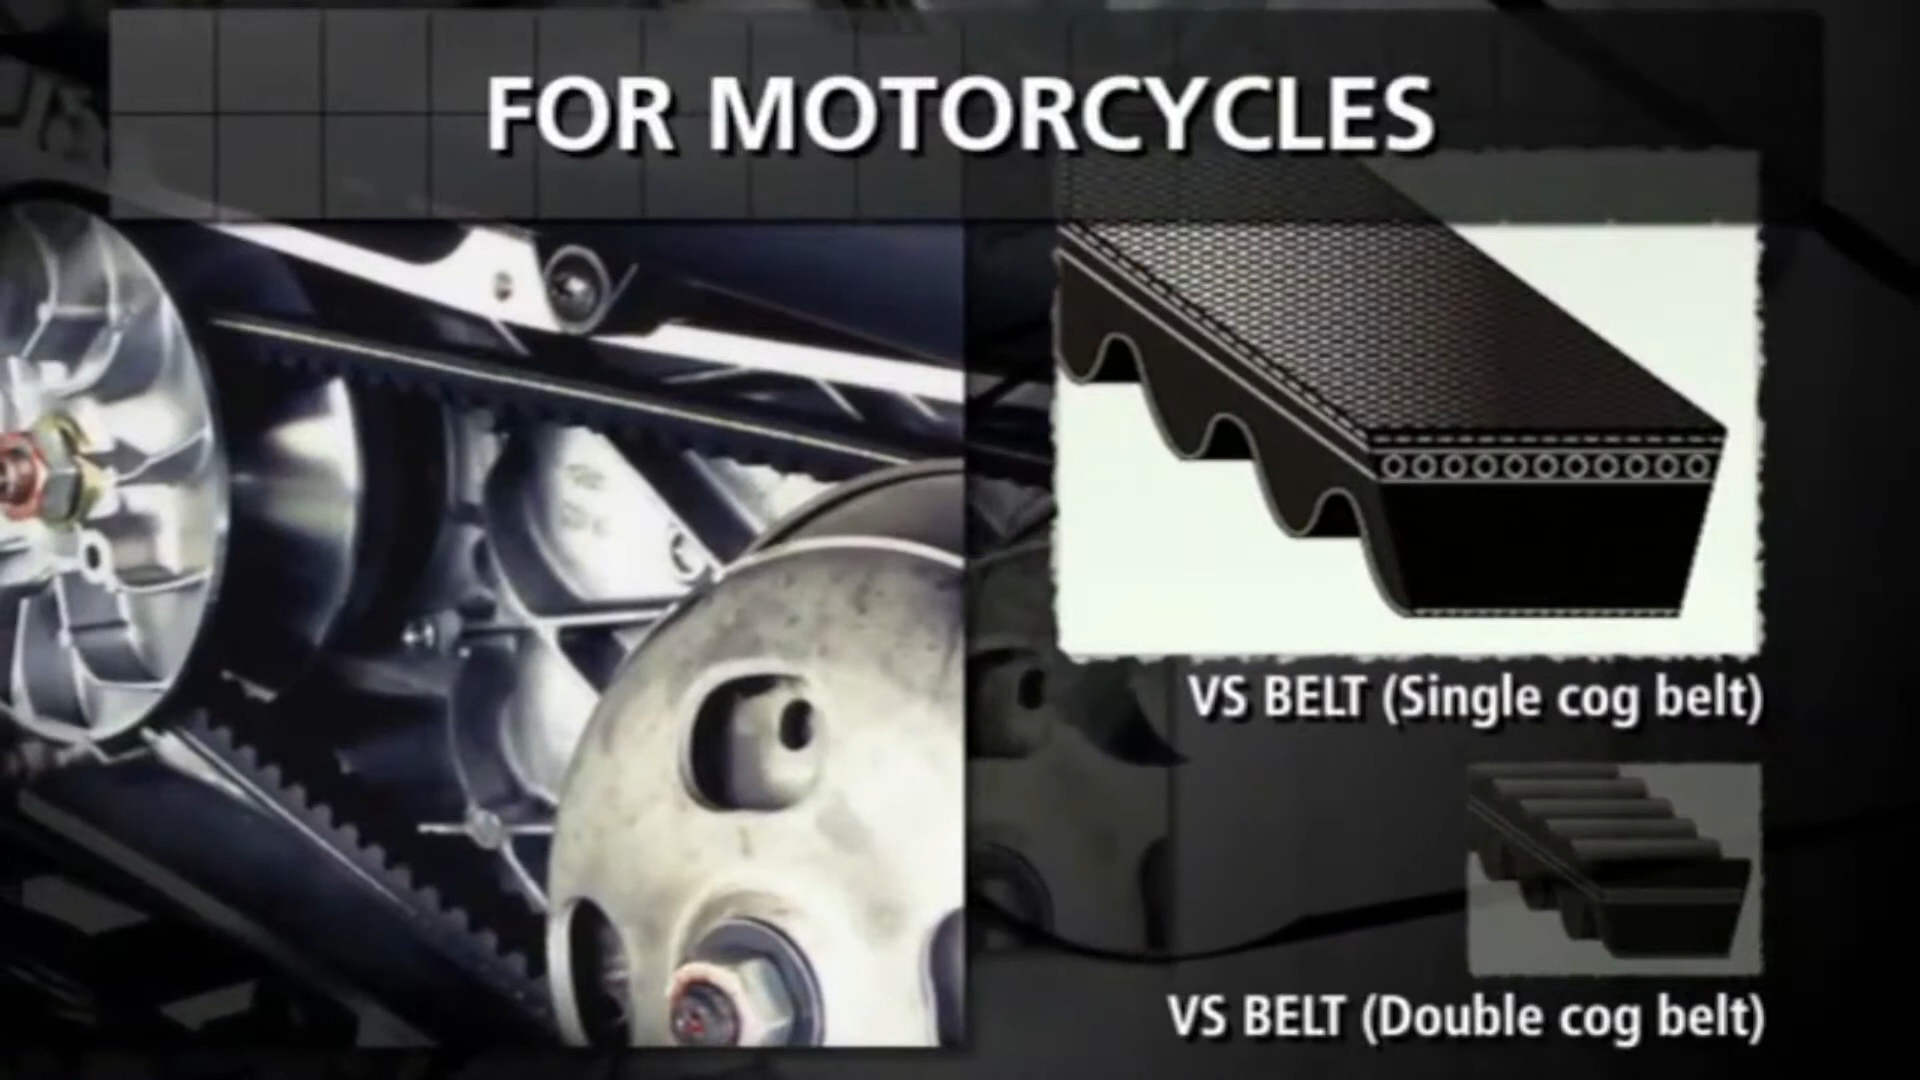 FOR MOTORCYCLES
VS BELT (Single cog belt)
VS BELT (Double cog belt)